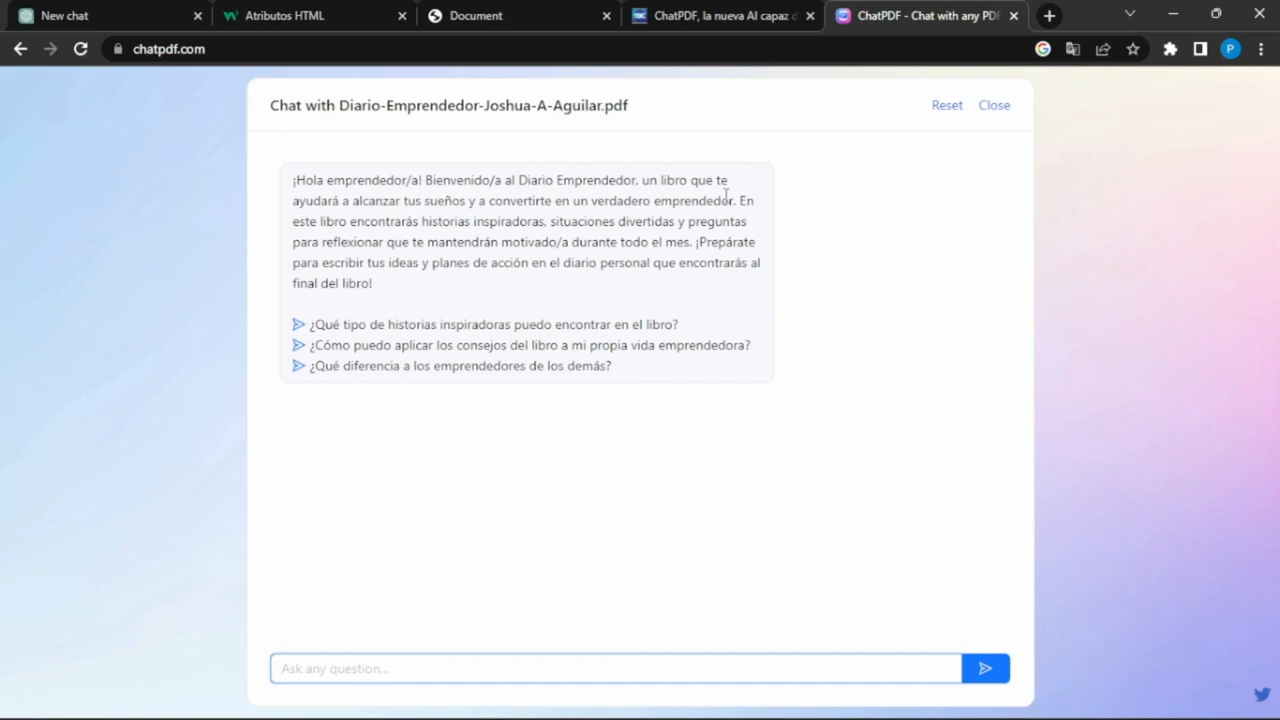 New chat
Atributos HTML
Document
ChatPDF, la nueva AI capaz
ChatPDF - Chat with any PDF
chatpdf.com
P
Chat with Diario-Emprendedor-Joshua-A-Aguilar.pdf
Reset
Close
¡Hola emprendedor/a! Bienvenido/a al Diario Emprendedor, un libro que te
ayudará a alcanzar tus sueños y a convertirte en un verdadero emprendedor. En
este libro encontrarás historias inspiradoras, situaciones divertidas y preguntas
para reflexionar que te mantendrán motivado/a durante todo el mes. ¡Prepárate
para escribir tus ideas y planes de acción en el diario personal que encontrarás al
final del libro!
¿Qué tipo de historias inspiradoras puedo encontrar en el libro?
¿Cómo puedo aplicar los consejos del libro a mi propia vida emprendedora?
¿Qué diferencia a los emprendedores de los demás?
Ask any question...